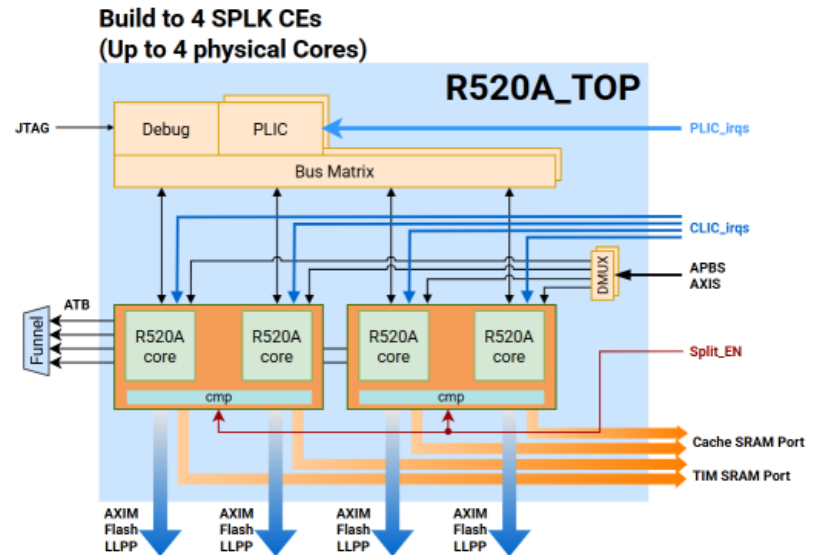 Build to 4 SPLK CEs
(Up to 4 physical Cores)
R520A_TOP
JTAG
Debug
PLIC
PLIC_irqs
Bus Matrix
CLIC_irqs
DMUX
APBS
AXIS
ATB
Funnel
R520A
core
R520A
core
R520A
core
R520A
core
Split_EN
cmp
cmp
Cache SRAM Port
TIM SRAM Port
AXIM
Flash
LLPP
AXIM
Flash
LLPP
AXIM
Flash
LLPP
AXIM
Flash
LLPP